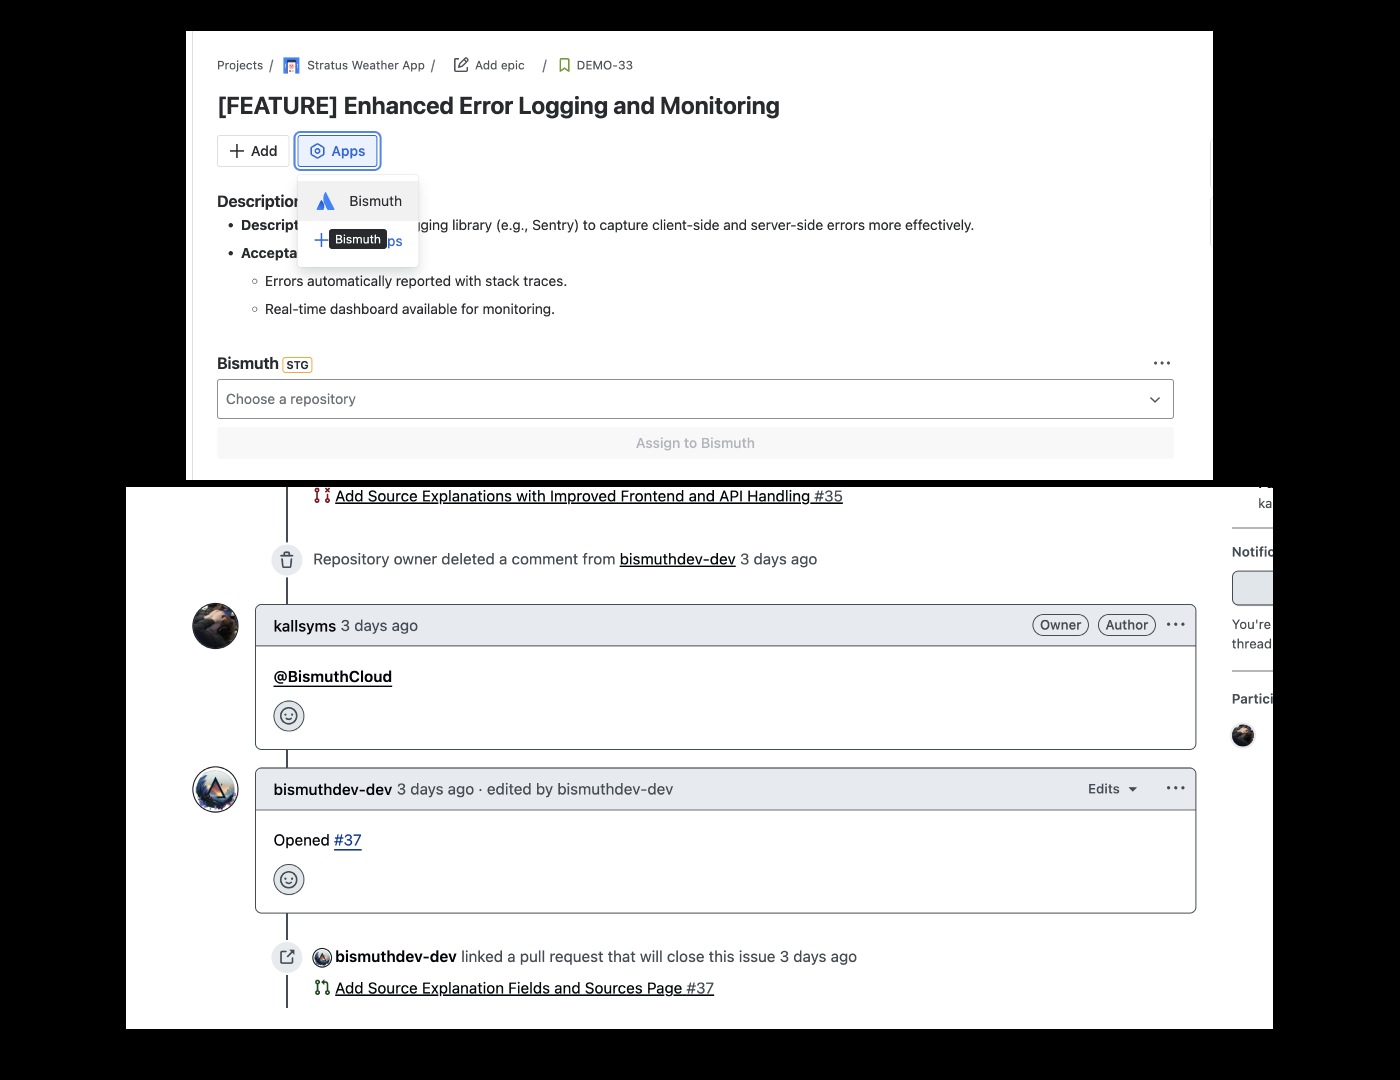 Projects / Stratus Weather App / Add epic / DEMO-33
[FEATURE] Enhanced Error Logging and Monitoring
Add Apps
Bismuth
Description
Descript ging library (e.g., Sentry) to capture client-side and server-side errors more effectively.
Bismuth ps
Accepta
Errors automatically reported with stack traces.
Real-time dashboard available for monitoring.
Bismuth STG
Choose a repository
Assign to Bismuth
Add Source Explanations with Improved Frontend and API Handling #35
ka
Repository owner deleted a comment from bismuthdev-dev 3 days ago
Notific
kallsyms 3 days ago Owner Author
You're
thread
@BismuthCloud
Partici
bismuthdev-dev 3 days ago · edited by bismuthdev-dev Edits
Opened #37
bismuthdev-dev linked a pull request that will close this issue 3 days ago
Add Source Explanation Fields and Sources Page #37